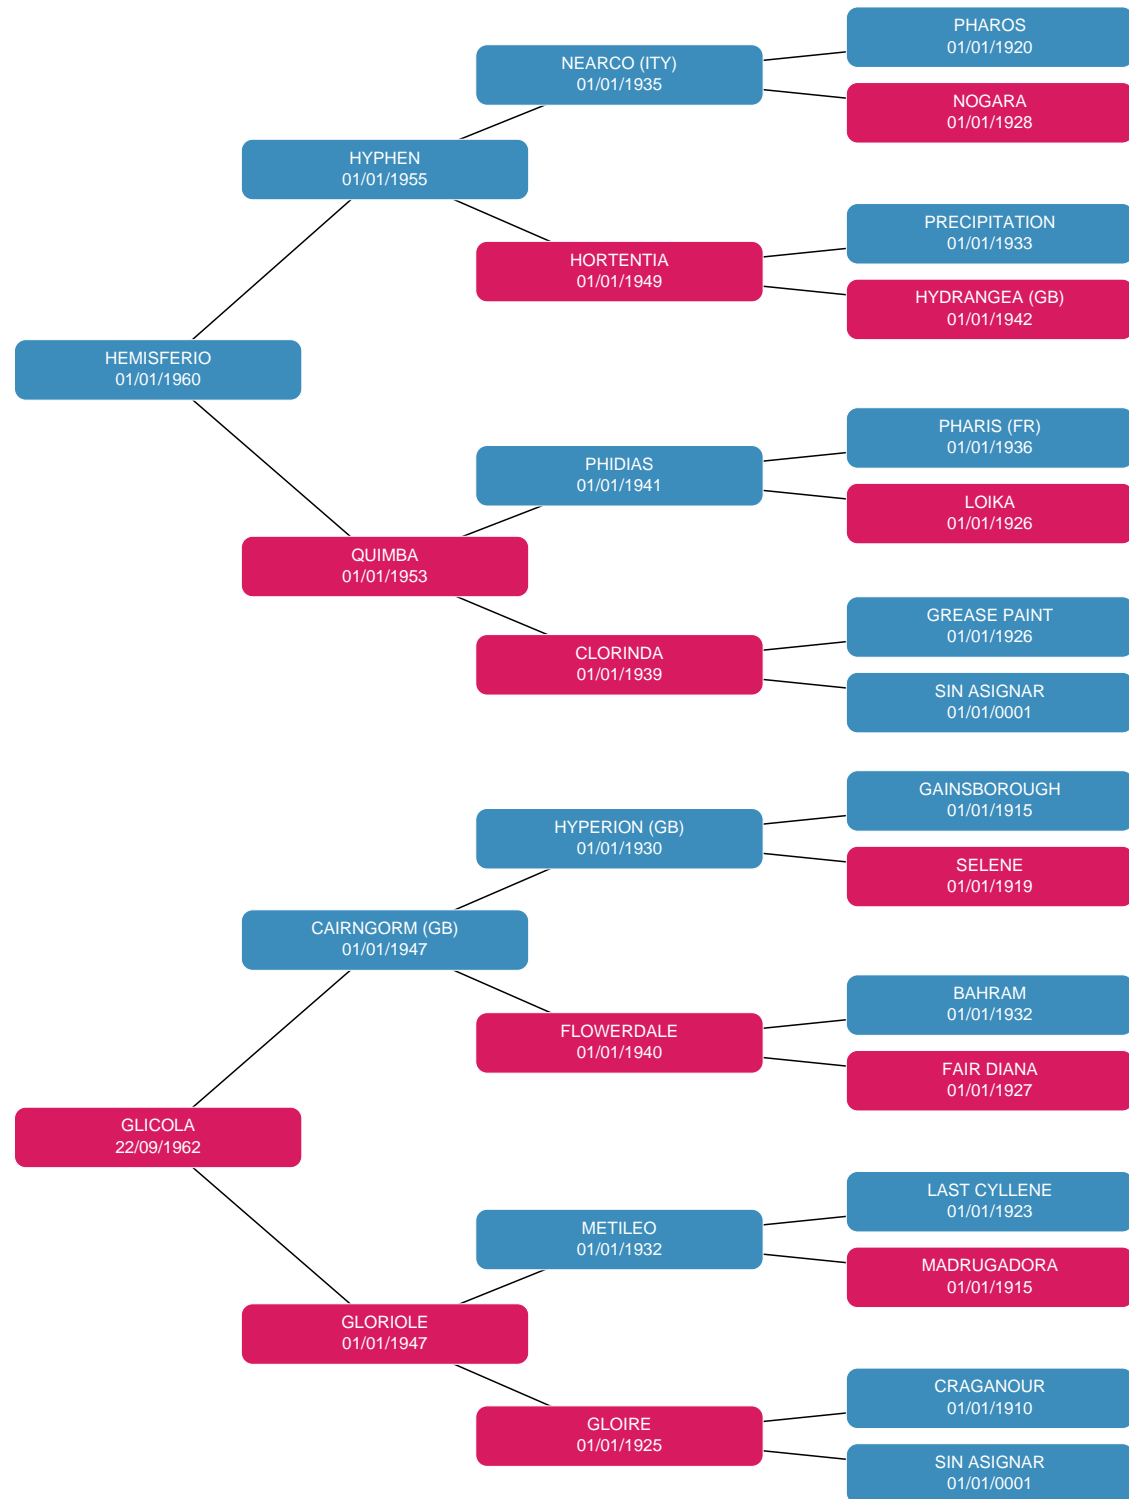 PHAROS
01/01/1920
NEARCO (ITY)
01/01/1935
NOGARA
01/01/1928
HYPHEN
01/01/1955
PRECIPITATION
01/01/1933
HORTENTIA
01/01/1949
HYDRANGEA (GB)
01/01/1942
HEMISFERIO
01/01/1960
PHARIS (FR)
01/01/1936
PHIDIAS
01/01/1941
LOIKA
01/01/1926
QUIMBA
01/01/1953
GREASE PAINT
01/01/1926
CLORINDA
01/01/1939
SIN ASIGNAR
01/01/0001
GAINSBOROUGH
01/01/1915
HYPERION (GB)
01/01/1930
SELENE
01/01/1919
CAIRNGORM (GB)
01/01/1947
BAHRAM
01/01/1932
FLOWERDALE
01/01/1940
FAIR DIANA
01/01/1927
GLICOLA
22/09/1962
LAST CYLLENE
01/01/1923
METILEO
01/01/1932
MADRUGADORA
01/01/1915
GLORIOLE
01/01/1947
CRAGANOUR
01/01/1910
GLOIRE
01/01/1925
SIN ASIGNAR
01/01/0001